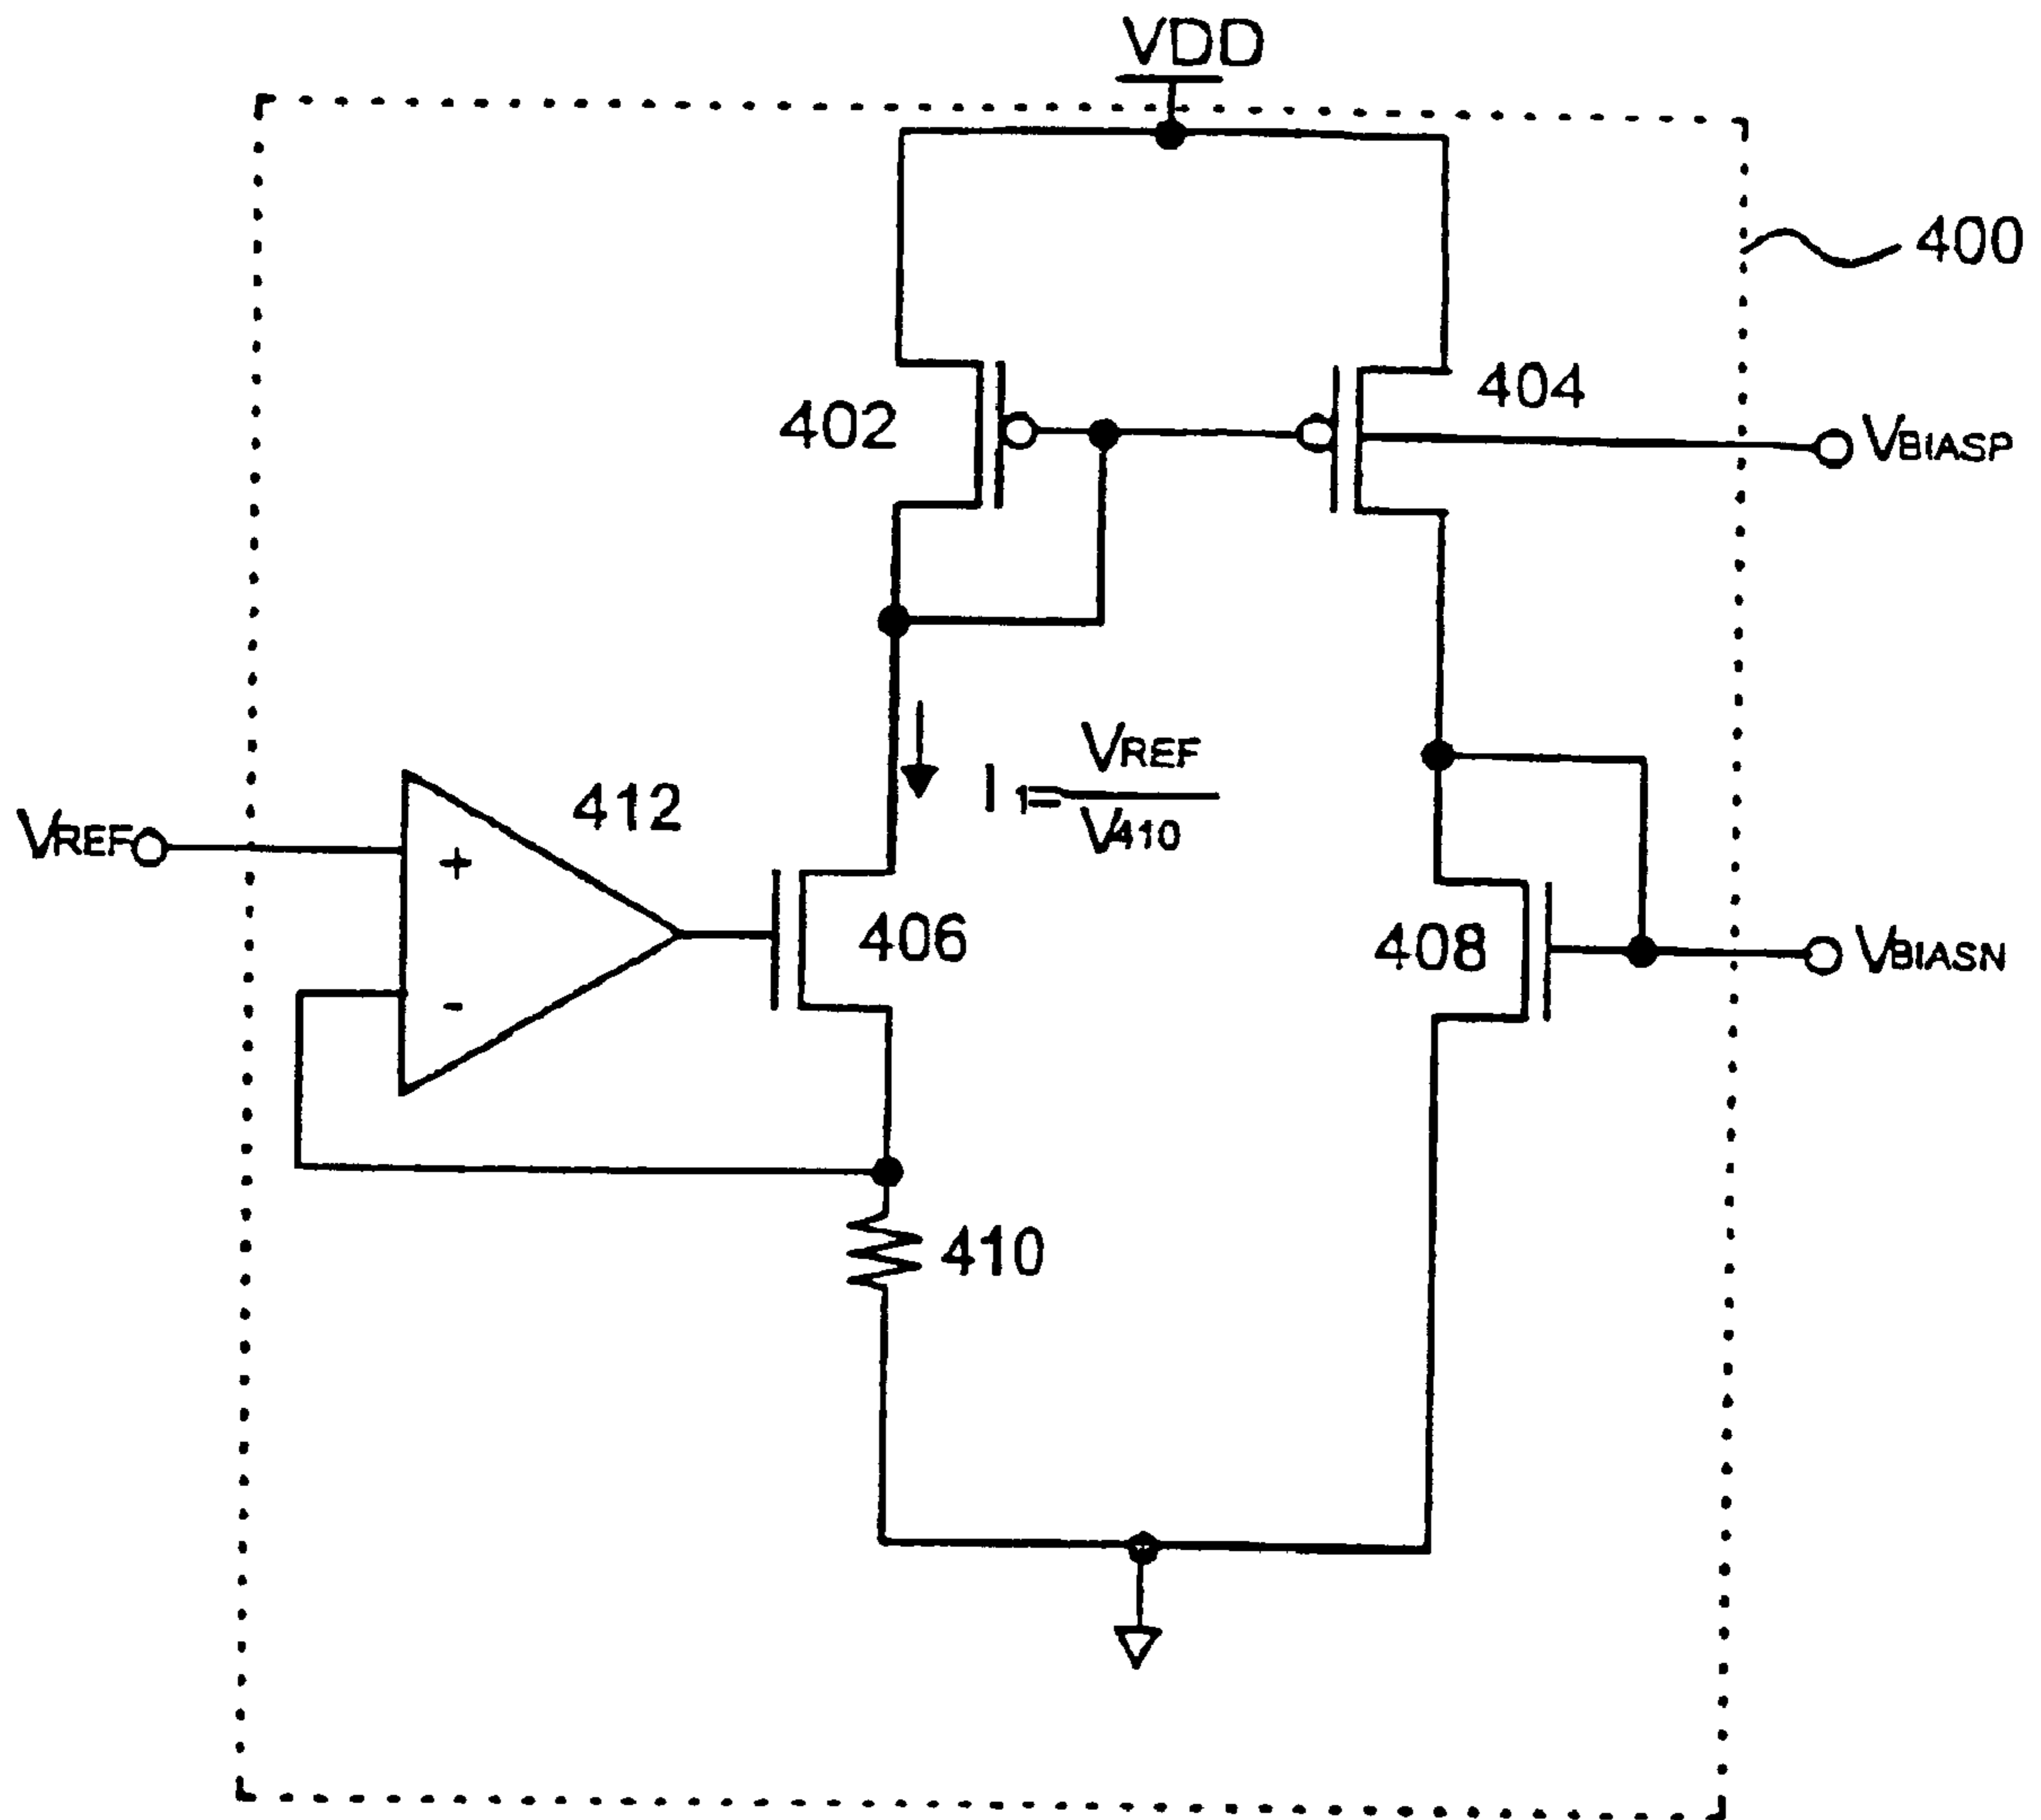 VDD
400
404
402
VBIASP
VREF
I1=
V410
412
VREF
+
406
408
VBIASN
-
410